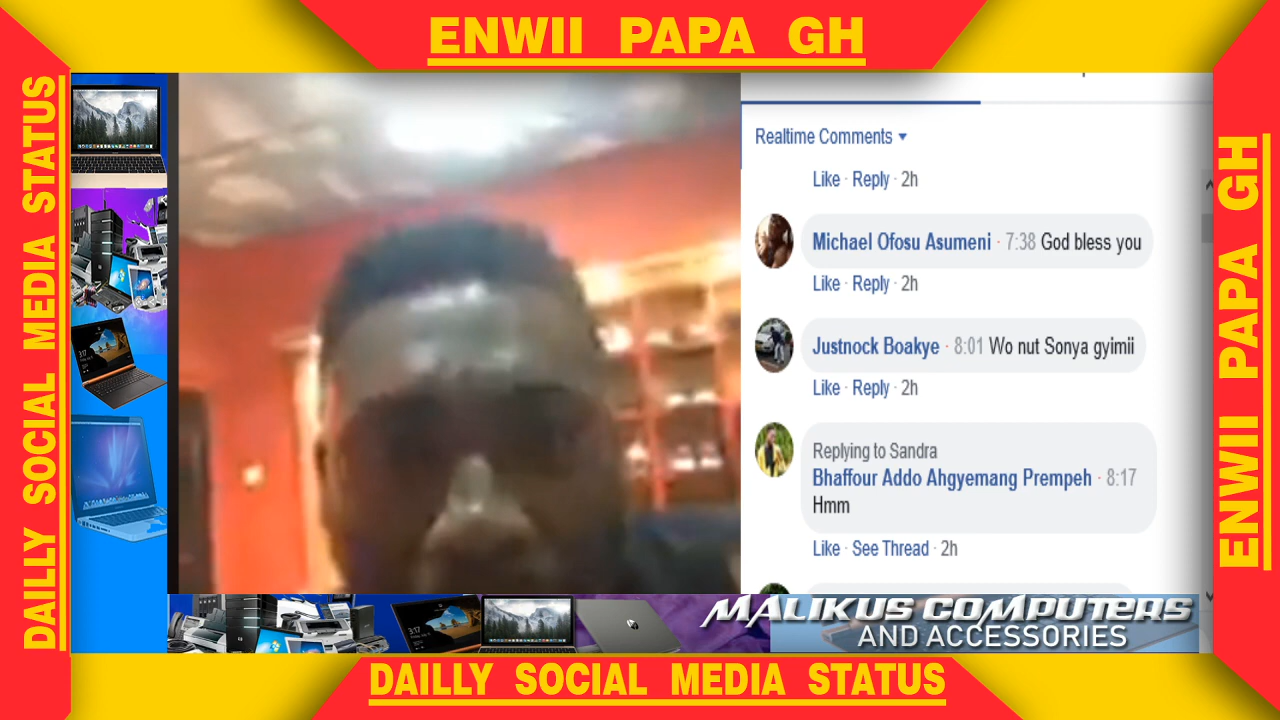 ENWII PAPA GH
DAILLY SOCIAL MEDIA STATUS
Realtime Comments
Like · Reply · 2h
Michael Ofosu Asumeni · 7:38 God bless you
Like · Reply · 2h
Justnock Boakye · 8:01 Wo nut Sonya gyimii
Like · Reply · 2h
Replying to Sandra
Bhaffour Addo Ahgyemang Prempeh · 8:17
Hmm
Like · See Thread · 2h
ENWII PAPA GH
MALIKUS COMPUTERS
AND ACCESSORIES
DAILLY SOCIAL MEDIA STATUS